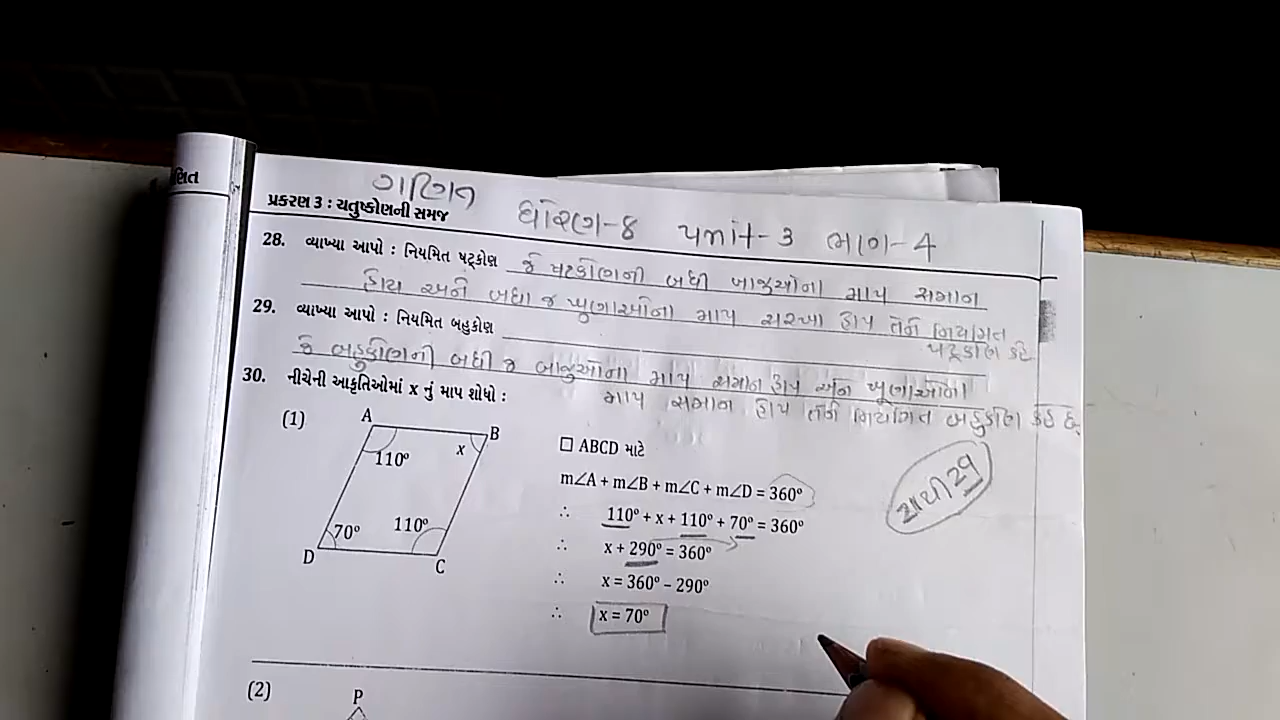 ણિત
ગણિત
ધોરણ-8 unit-3 ભાગ-4
પ્રકરણ 3 : ચતુષ્કોણની સમજ
28. વ્યાખ્યા આપો : નિયમિત ષટ્કોણ જે ષટકોણની બધી બાજુઓના માપ સમાન
હોય અને બધા જ ખુણાઓના માપ સરખા હોય તેને નિયમિત
ષટ્કોણ કહે
29. વ્યાખ્યા આપો : નિયમિત બહુકોણ
જે બહુકોણની બધી જ બાજુઓના માપ સમાન હોય અને ખૂણાઓના
માપ સમાન હોય તેને નિયમિત બહુકોણ કહે છે.
30. નીચેની આકૃતિઓમાં x નું માપ શોધો :
(1)
A
B
110°
x
70°
110°
D
C
□ ABCD માટે
m∠A + m∠B + m∠C + m∠D = 360°
∴ 110° + x + 110° + 70° = 360°
∴ x + 290° = 360°
∴ x = 360° – 290°
∴ x = 70°
29
(2)
P